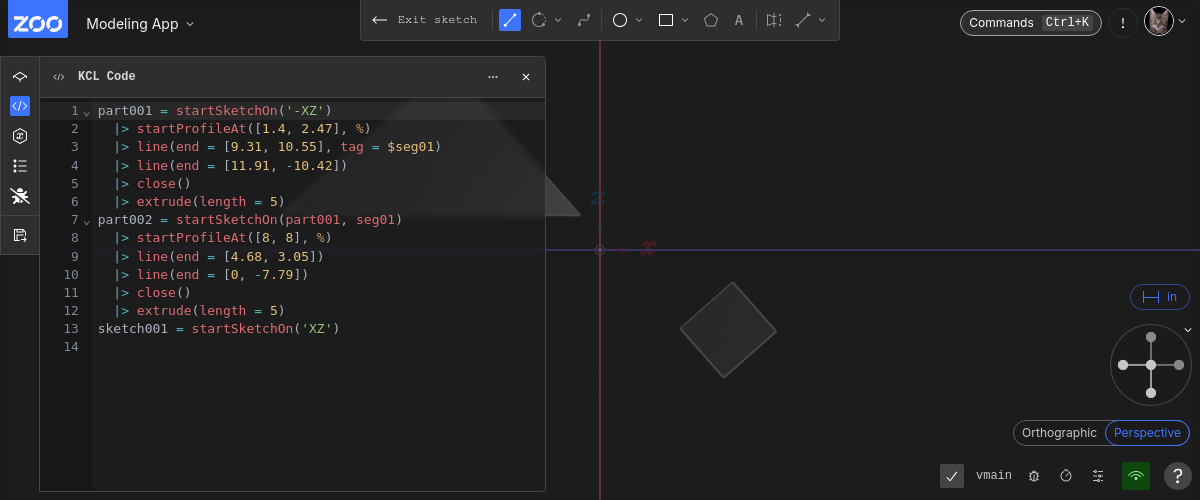 ZOO Modeling App Exit sketch A Commands Ctrl+K !
KCL Code
1 part001 = startSketchOn('-XZ')
2 |> startProfileAt([1.4, 2.47], %)
3 |> line(end = [9.31, 10.55], tag = $seg01)
4 |> line(end = [11.91, -10.42])
5 |> close()
6 |> extrude(length = 5)
7 part002 = startSketchOn(part001, seg01)
8 |> startProfileAt([8, 8], %)
9 |> line(end = [4.68, 3.05])
10 |> line(end = [0, -7.79])
11 |> close()
12 |> extrude(length = 5)
13 sketch001 = startSketchOn('XZ')
14
z
x
in
Orthographic Perspective
vmain ?